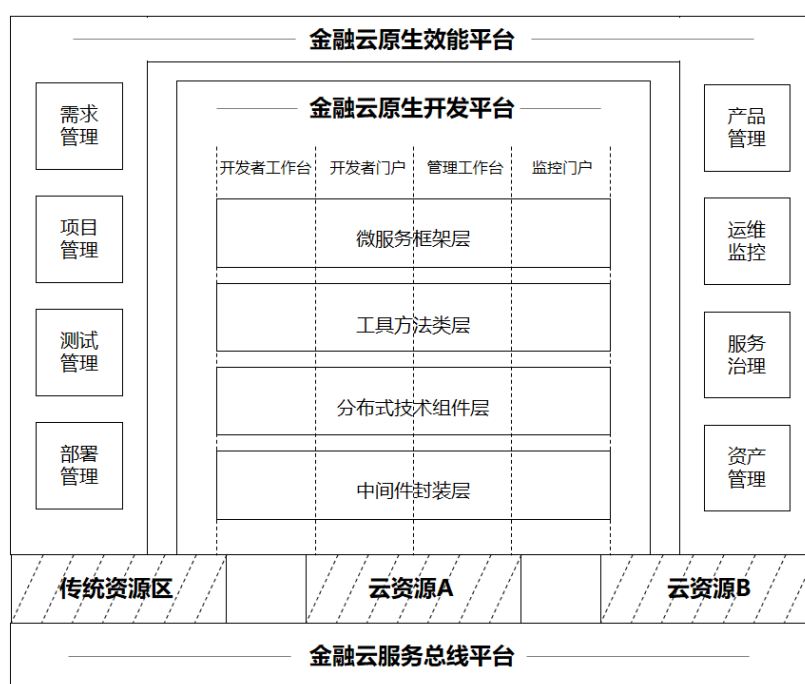 金融云原生效能平台
需求
管理
项目
管理
测试
管理
部署
管理
金融云原生开发平台
开发者工作台
开发者门户
管理工作台
监控门户
微服务框架层
工具方法类层
分布式技术组件层
中间件封装层
产品
管理
运维
监控
服务
治理
资产
管理
传统资源区
云资源A
云资源B
金融云服务总线平台